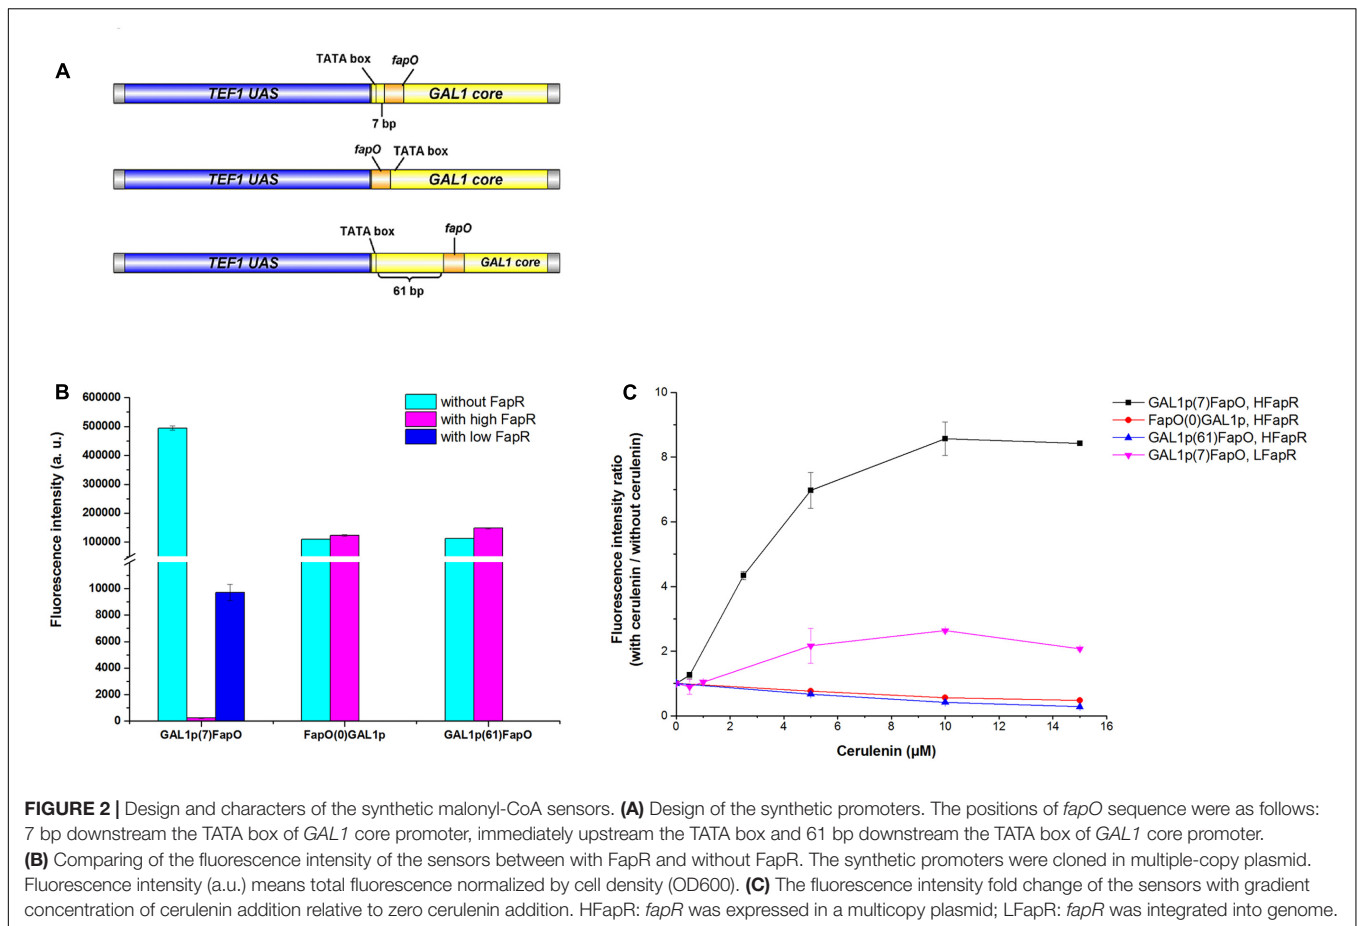 A
TATA box
fapO
TEF1 UAS
GAL1 core
7 bp
fapO
TATA box
TEF1 UAS
GAL1 core
TATA box
fapO
TEF1 UAS
GAL1 core
61 bp
B
600000
500000
400000
300000
200000
100000
10000
8000
6000
4000
2000
0
Fluorescence intensity (a. u.)
without FapR
with high FapR
with low FapR
GAL1p(7)FapO
FapO(0)GAL1p
GAL1p(61)FapO
C
10
8
6
4
2
0
Fluorescence intensity ratio
(with cerulenin / without cerulenin)
GAL1p(7)FapO, HFapR
FapO(0)GAL1p, HFapR
GAL1p(61)FapO, HFapR
GAL1p(7)FapO, LFapR
0 2 4 6 8 10 12 14 16
Cerulenin (µM)
FIGURE 2 | Design and characters of the synthetic malonyl-CoA sensors. (A) Design of the synthetic promoters. The positions of fapO sequence were as follows:
7 bp downstream the TATA box of GAL1 core promoter, immediately upstream the TATA box and 61 bp downstream the TATA box of GAL1 core promoter.
(B) Comparing of the fluorescence intensity of the sensors between with FapR and without FapR. The synthetic promoters were cloned in multiple-copy plasmid.
Fluorescence intensity (a.u.) means total fluorescence normalized by cell density (OD600). (C) The fluorescence intensity fold change of the sensors with gradient
concentration of cerulenin addition relative to zero cerulenin addition. HFapR: fapR was expressed in a multicopy plasmid; LFapR: fapR was integrated into genome.